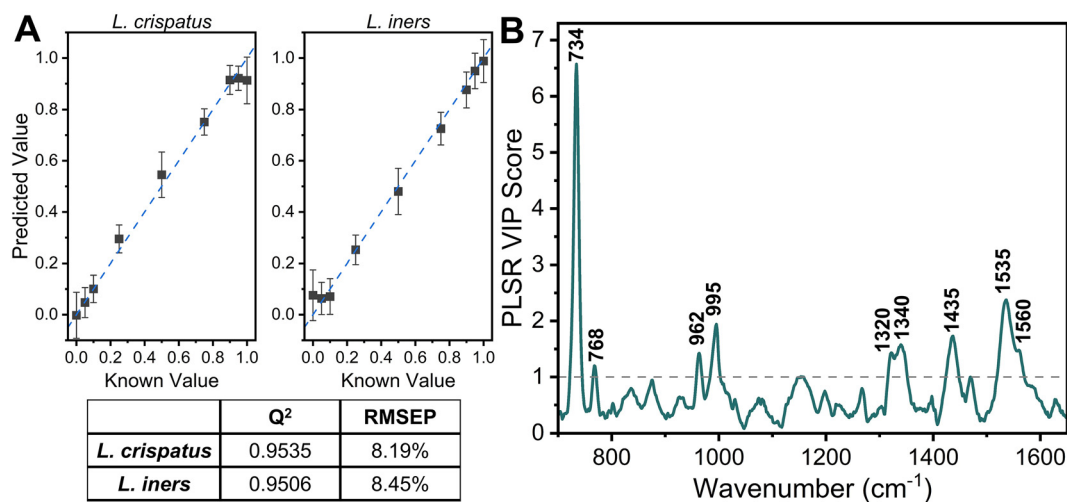 A
L. crispatus
L. iners
Predicted Value
1.0
0.8
0.6
0.4
0.2
0.0
0.0 0.2 0.4 0.6 0.8 1.0
Known Value
1.0
0.8
0.6
0.4
0.2
0.0
0.0 0.2 0.4 0.6 0.8 1.0
Known Value
Q² RMSEP
L. crispatus 0.9535 8.19%
L. iners 0.9506 8.45%
B
PLSR VIP Score
7
6
5
4
3
2
1
0
734
768
962
995
1320
1340
1435
1535
1560
800 1000 1200 1400 1600
Wavenumber (cm⁻¹)